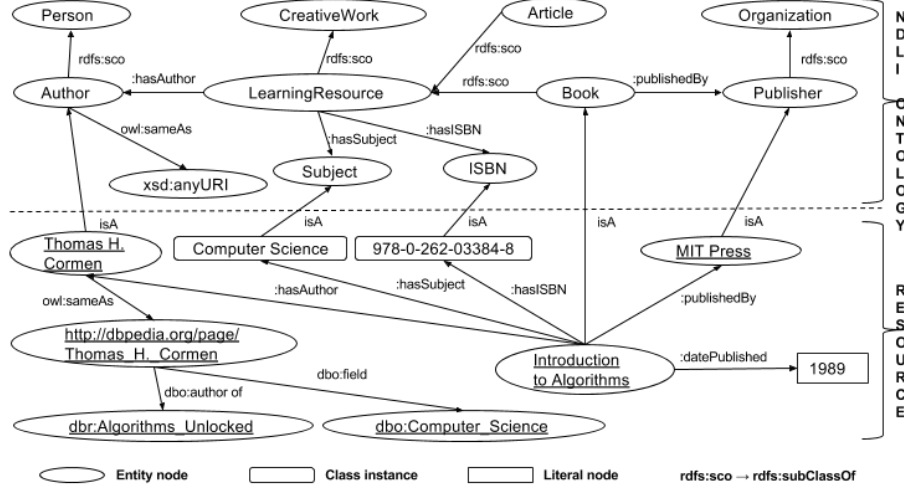 Person
CreativeWork
Article
Organization
rdfs:sco
rdfs:sco
rdfs:sco
rdfs:sco
Author
:hasAuthor
LearningResource
rdfs:sco
Book
:publishedBy
Publisher
owl:sameAs
:hasSubject
:hasISBN
xsd:anyURI
Subject
ISBN
NDLI ONTOLOGY
isA
isA
isA
isA
isA
Thomas H.
Cormen
Computer Science
978-0-262-03384-8
MIT Press
owl:sameAs
:hasAuthor
:hasSubject
:hasISBN
:publishedBy
http://dbpedia.org/page/
Thomas_H._Cormen
Introduction
to Algorithms
:datePublished
1989
dbo:author of
dbo:field
dbr:Algorithms_Unlocked
dbo:Computer_Science
RESOURCE
Entity node
Class instance
Literal node
rdfs:sco → rdfs:subClassOf